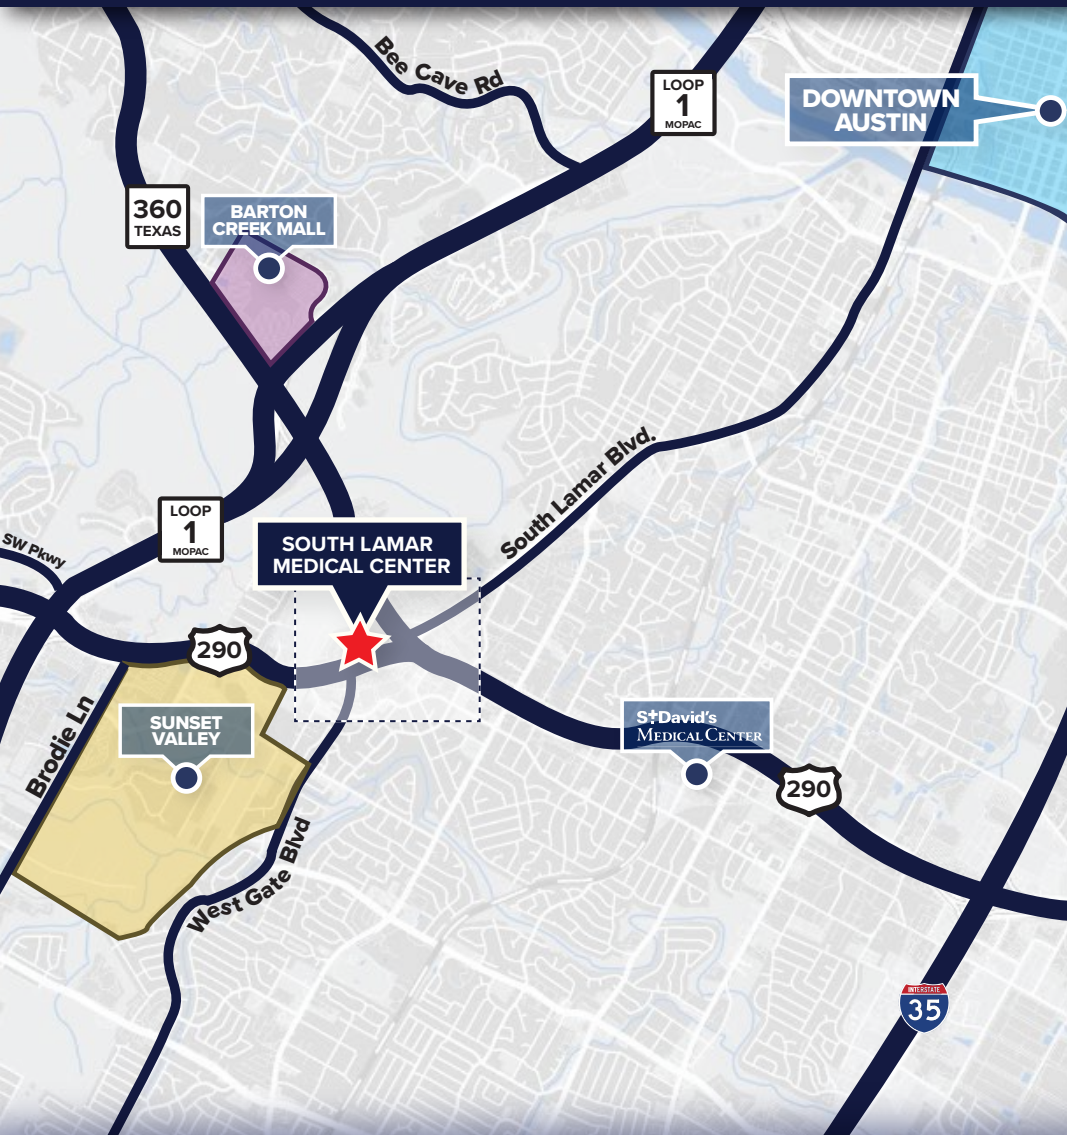 Bee Cave Rd
LOOP
1
MOPAC
DOWNTOWN
AUSTIN
360
TEXAS
BARTON
CREEK MALL
South Lamar Blvd.
LOOP
1
MOPAC
SW Pkwy
SOUTH LAMAR
MEDICAL CENTER
290
Brodie Ln
SUNSET
VALLEY
St David's
MEDICAL CENTER
290
West Gate Blvd
INTERSTATE
35